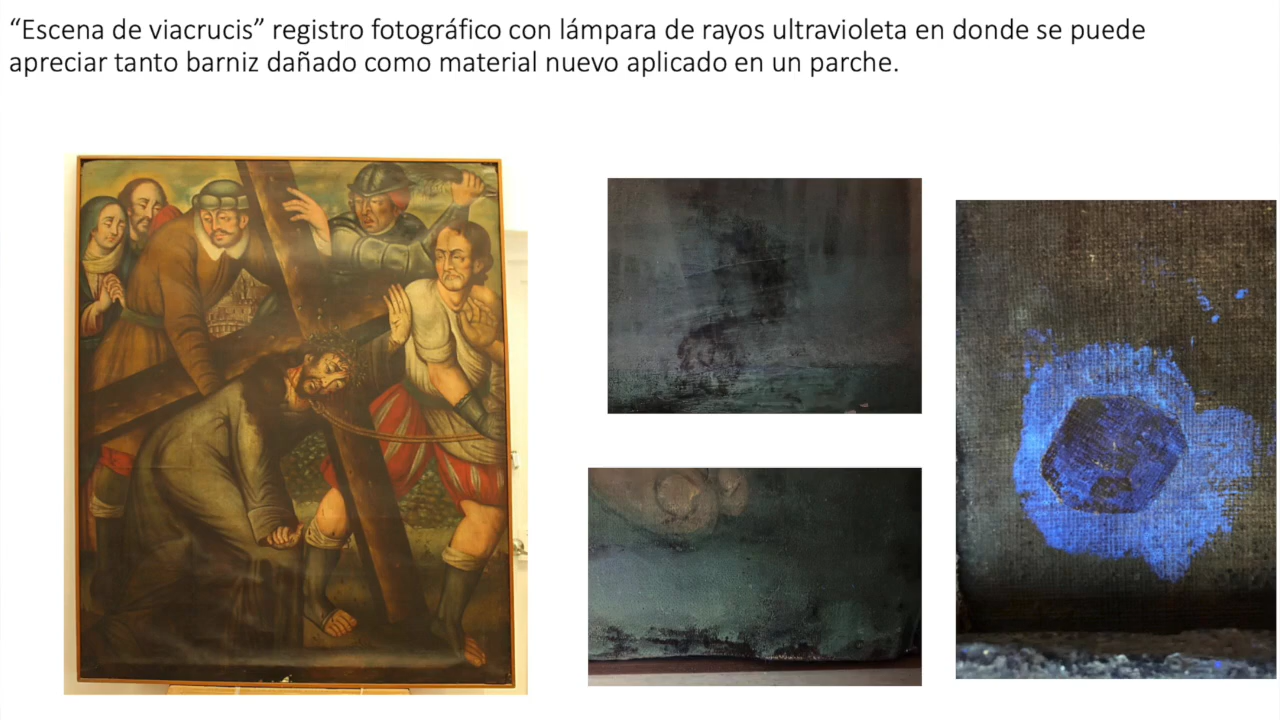 “Escena de viacrucis” registro fotográfico con lámpara de rayos ultravioleta en donde se puede
apreciar tanto barniz dañado como material nuevo aplicado en un parche.